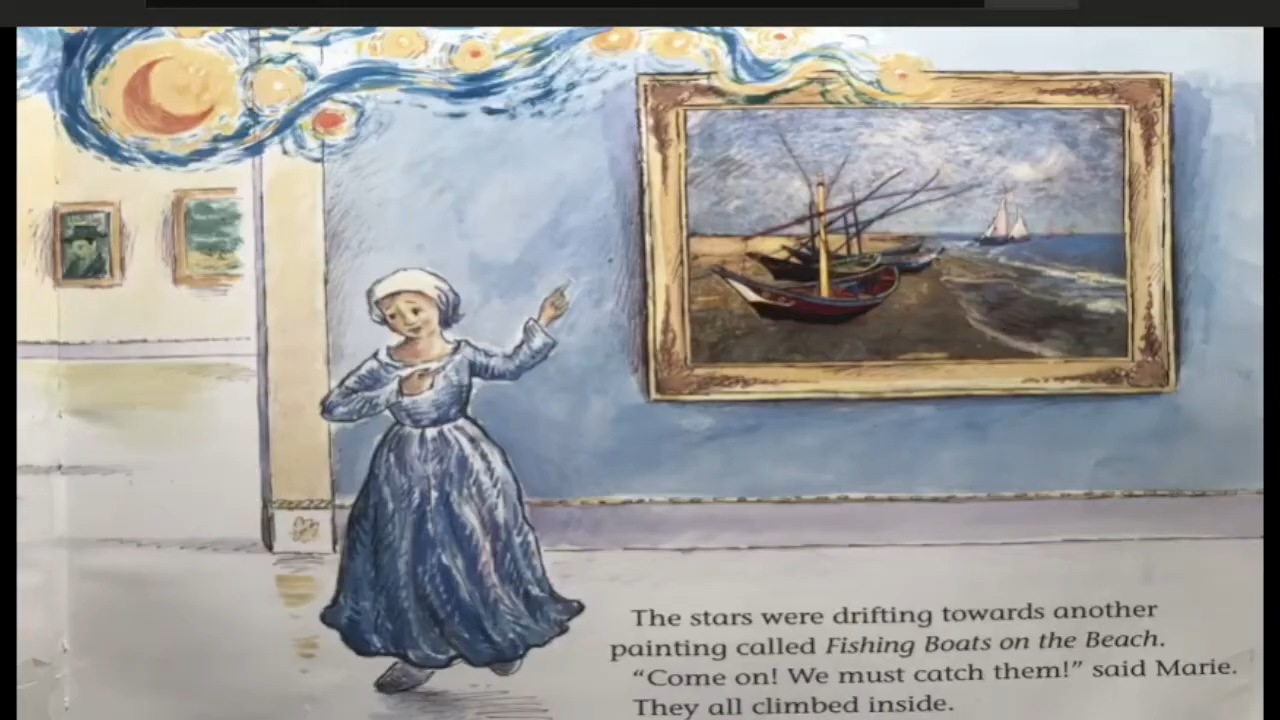 The stars were drifting towards another
painting called Fishing Boats on the Beach.
“Come on! We must catch them!” said Marie.
They all climbed inside.